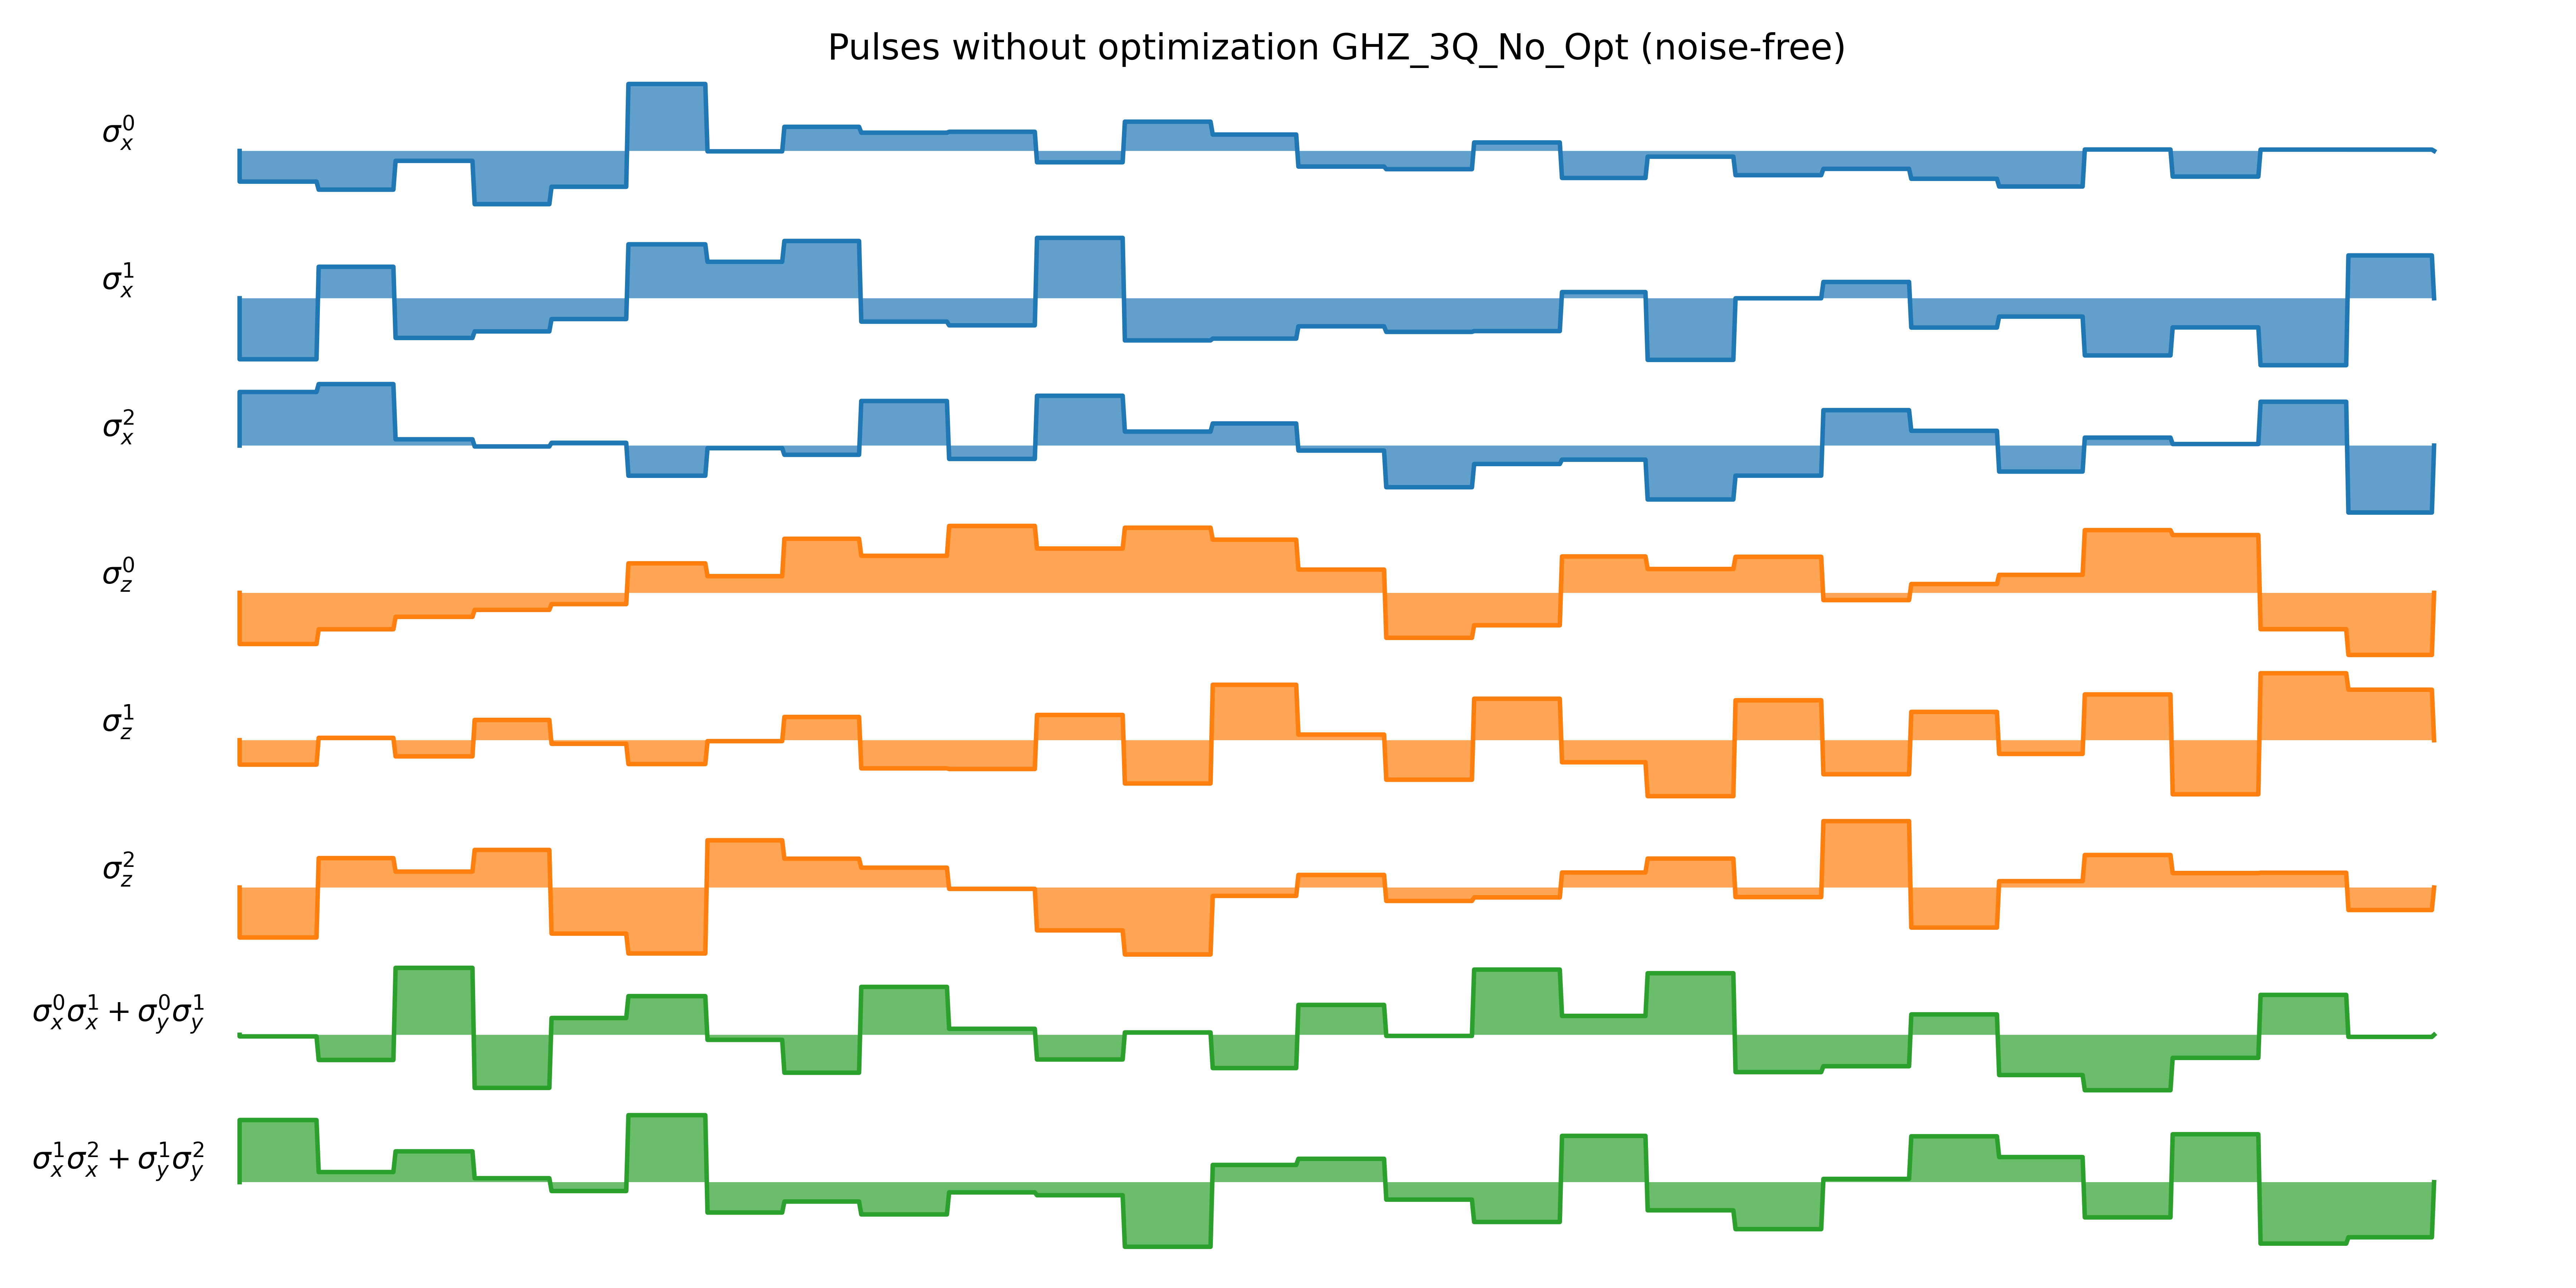 Pulses without optimization GHZ_3Q_No_Opt (noise-free)
σ_x^0
σ_x^1
σ_x^2
σ_z^0
σ_z^1
σ_z^2
σ_x^0σ_x^1 + σ_y^0σ_y^1
σ_x^1σ_x^2 + σ_y^1σ_y^2